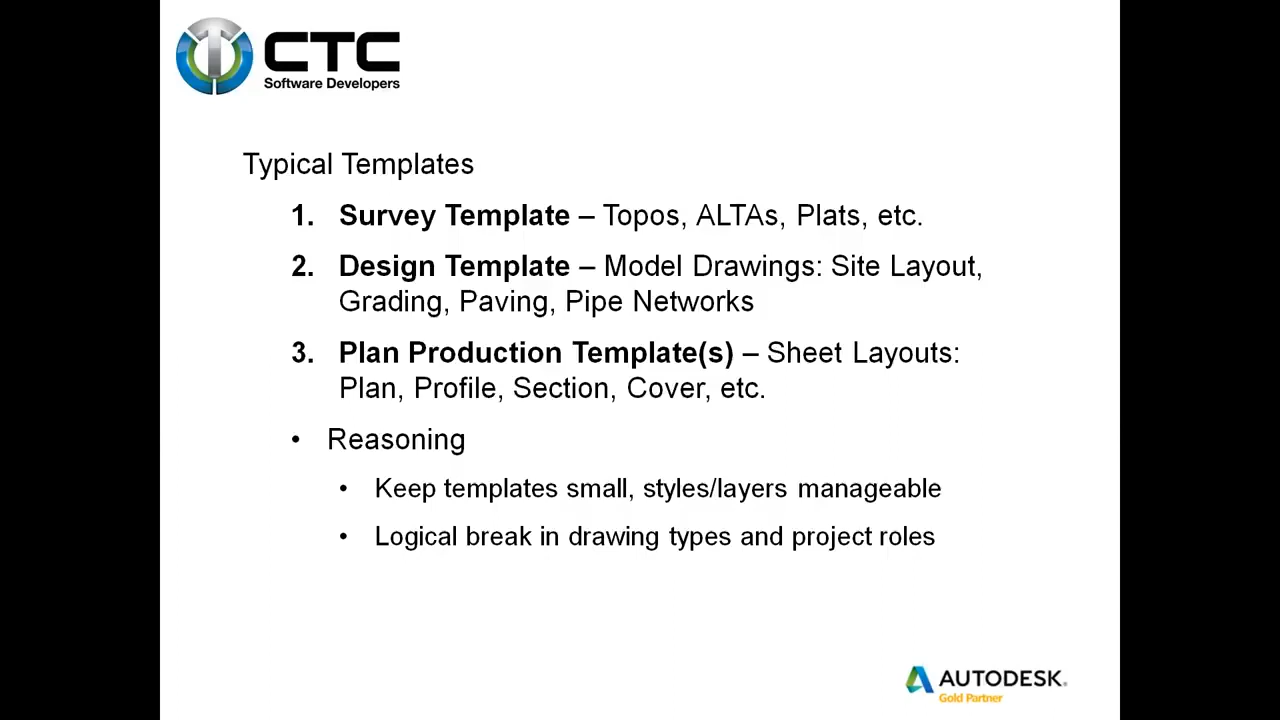 CTC
Software Developers
Typical Templates
1. Survey Template – Topos, ALTAs, Plats, etc.
2. Design Template – Model Drawings: Site Layout,
Grading, Paving, Pipe Networks
3. Plan Production Template(s) – Sheet Layouts:
Plan, Profile, Section, Cover, etc.
• Reasoning
• Keep templates small, styles/layers manageable
• Logical break in drawing types and project roles
AUTODESK®
Gold Partner